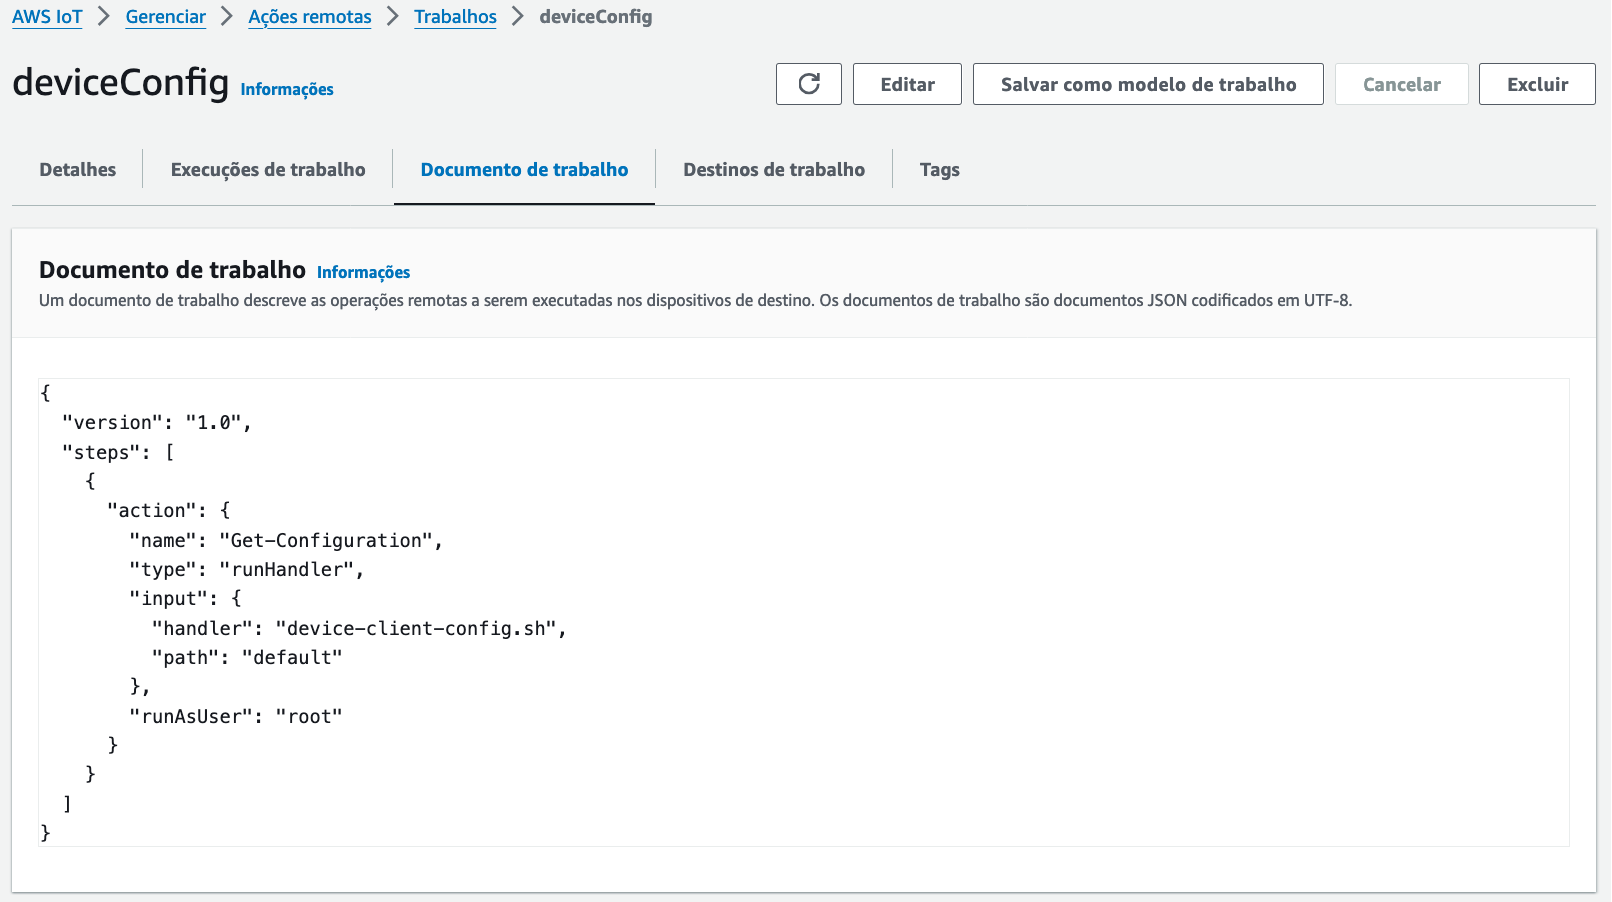 AWS IoT > Gerenciar > Ações remotas > Trabalhos > deviceConfig
deviceConfig Informações
Editar Salvar como modelo de trabalho Cancelar Excluir
Detalhes Execuções de trabalho Documento de trabalho Destinos de trabalho Tags
Documento de trabalho Informações
Um documento de trabalho descreve as operações remotas a serem executadas nos dispositivos de destino. Os documentos de trabalho são documentos JSON codificados em UTF-8.
{
  "version": "1.0",
  "steps": [
    {
      "action": {
        "name": "Get-Configuration",
        "type": "runHandler",
        "input": {
          "handler": "device-client-config.sh",
          "path": "default"
        },
        "runAsUser": "root"
      }
    }
  ]
}